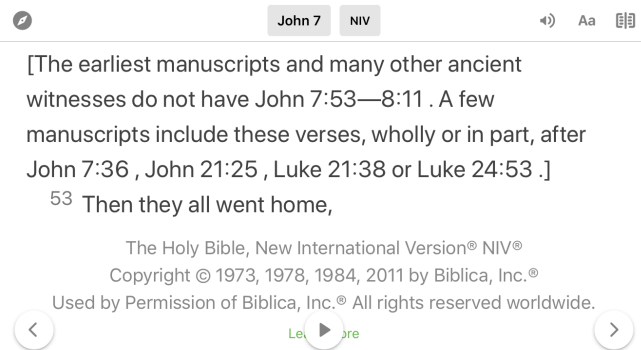 John 7 NIV Aa
[The earliest manuscripts and many other ancient
witnesses do not have John 7:53—8:11 . A few
manuscripts include these verses, wholly or in part, after
John 7:36 , John 21:25 , Luke 21:38 or Luke 24:53 .]
53 Then they all went home,
The Holy Bible, New International Version® NIV®
Copyright © 1973, 1978, 1984, 2011 by Biblica, Inc.®
Used by Permission of Biblica, Inc.® All rights reserved worldwide.